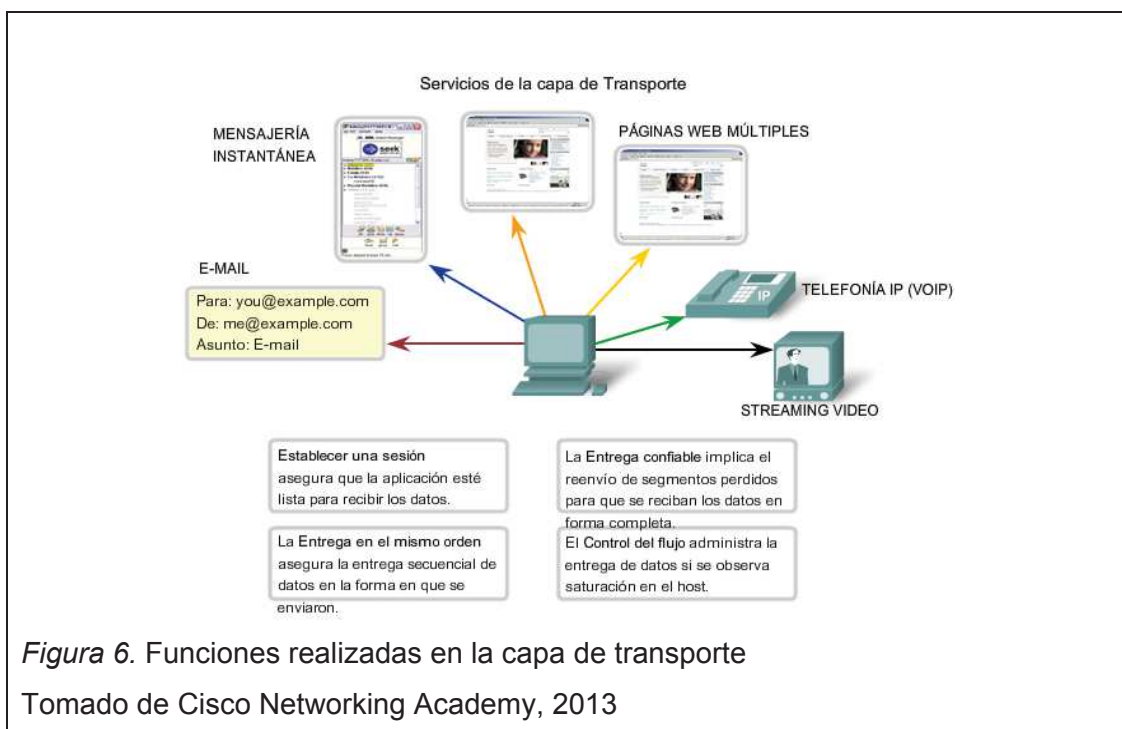 Servicios de la capa de Transporte
MENSAJERÍA
INSTANTÁNEA
seek
PÁGINAS WEB MÚLTIPLES
E-MAIL
Para: you@example.com
De: me@example.com
Asunto: E-mail
IP
TELEFONÍA IP (VOIP)
STREAMING VIDEO
Establecer una sesión
asegura que la aplicación esté
lista para recibir los datos.
La Entrega confiable implica el
reenvío de segmentos perdidos
para que se reciban los datos en
forma completa.
La Entrega en el mismo orden
asegura la entrega secuencial de
datos en la forma en que se
enviaron.
El Control del flujo administra la
entrega de datos si se observa
saturación en el host.
Figura 6. Funciones realizadas en la capa de transporte
Tomado de Cisco Networking Academy, 2013